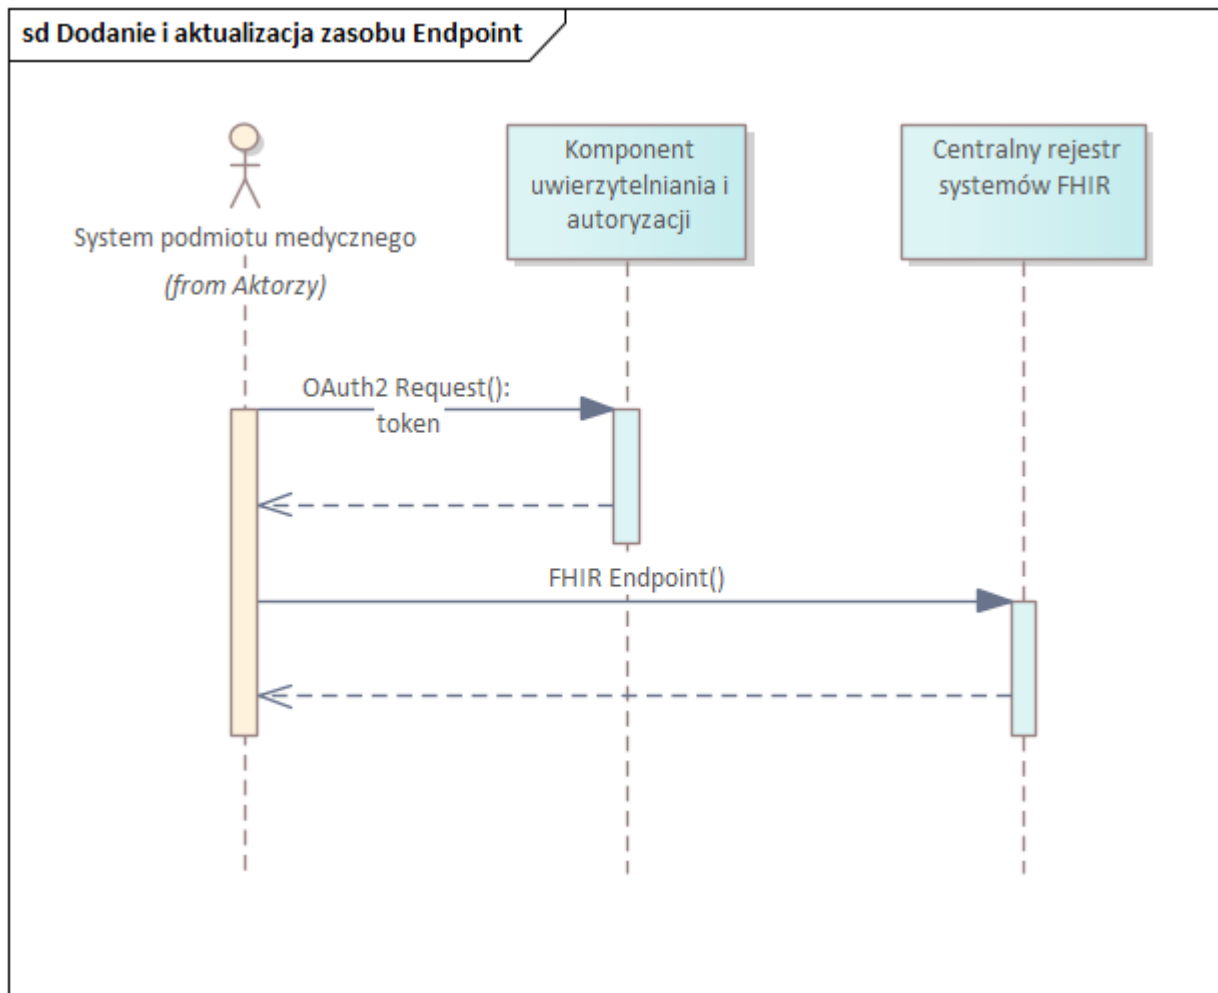 sd Dodanie i aktualizacja zasobu Endpoint
System podmiotu medycznego
(from Aktorzy)
Komponent
uwierzytelniania i
autoryzacji
Centralny rejestr
systemów FHIR
OAuth2 Request():
token
FHIR Endpoint()